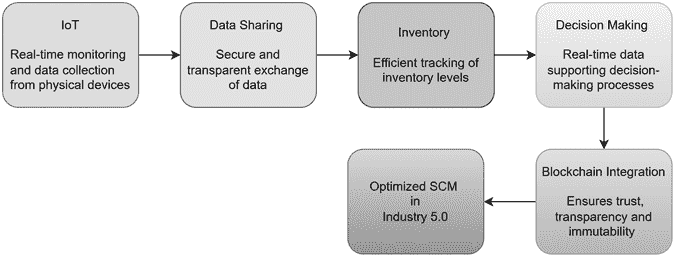 IoT
Real-time monitoring
and data collection
from physical devices
Data Sharing
Secure and
transparent exchange
of data
Inventory
Efficient tracking of
inventory levels
Decision Making
Real-time data
supporting decision-
making processes
Blockchain Integration
Ensures trust,
transparency and
immutability
Optimized SCM
in
Industry 5.0